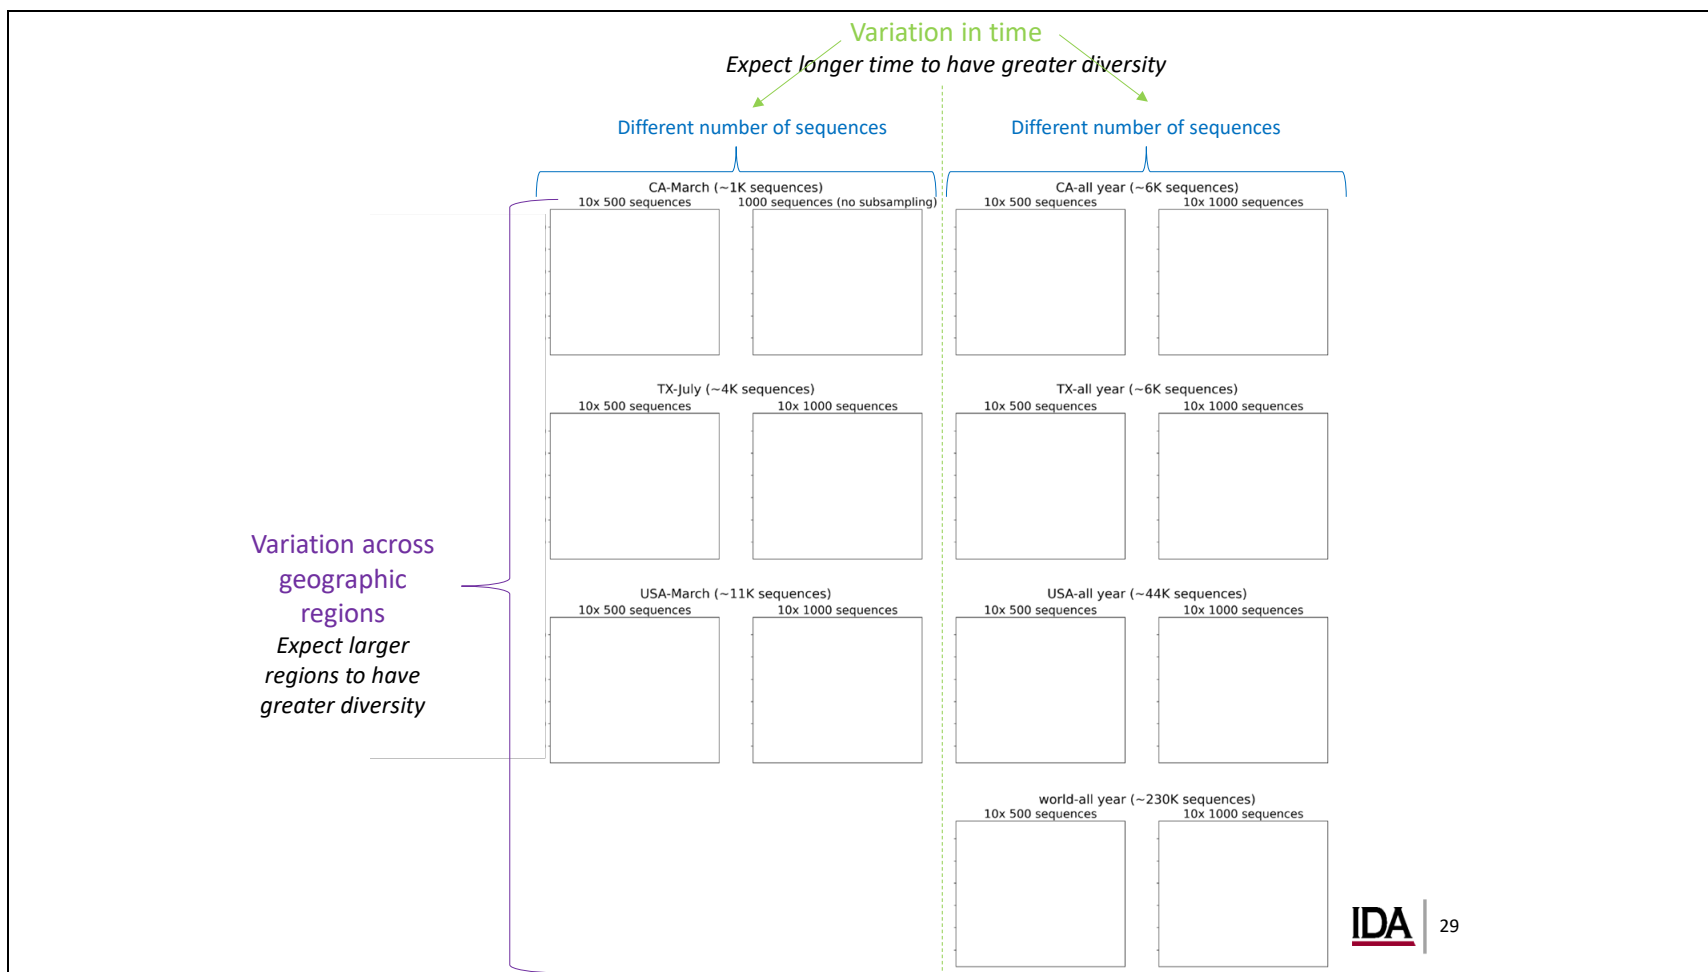 Variation in time
Expect longer time to have greater diversity
Different number of sequences
Different number of sequences
CA-March (~1K sequences)
10x 500 sequences
1000 sequences (no subsampling)
CA-all year (~6K sequences)
10x 500 sequences
10x 1000 sequences
TX-July (~4K sequences)
10x 500 sequences
10x 1000 sequences
TX-all year (~6K sequences)
10x 500 sequences
10x 1000 sequences
Variation across
geographic
regions
Expect larger
regions to have
greater diversity
USA-March (~11K sequences)
10x 500 sequences
10x 1000 sequences
USA-all year (~44K sequences)
10x 500 sequences
10x 1000 sequences
world-all year (~230K sequences)
10x 500 sequences
10x 1000 sequences
IDA
29